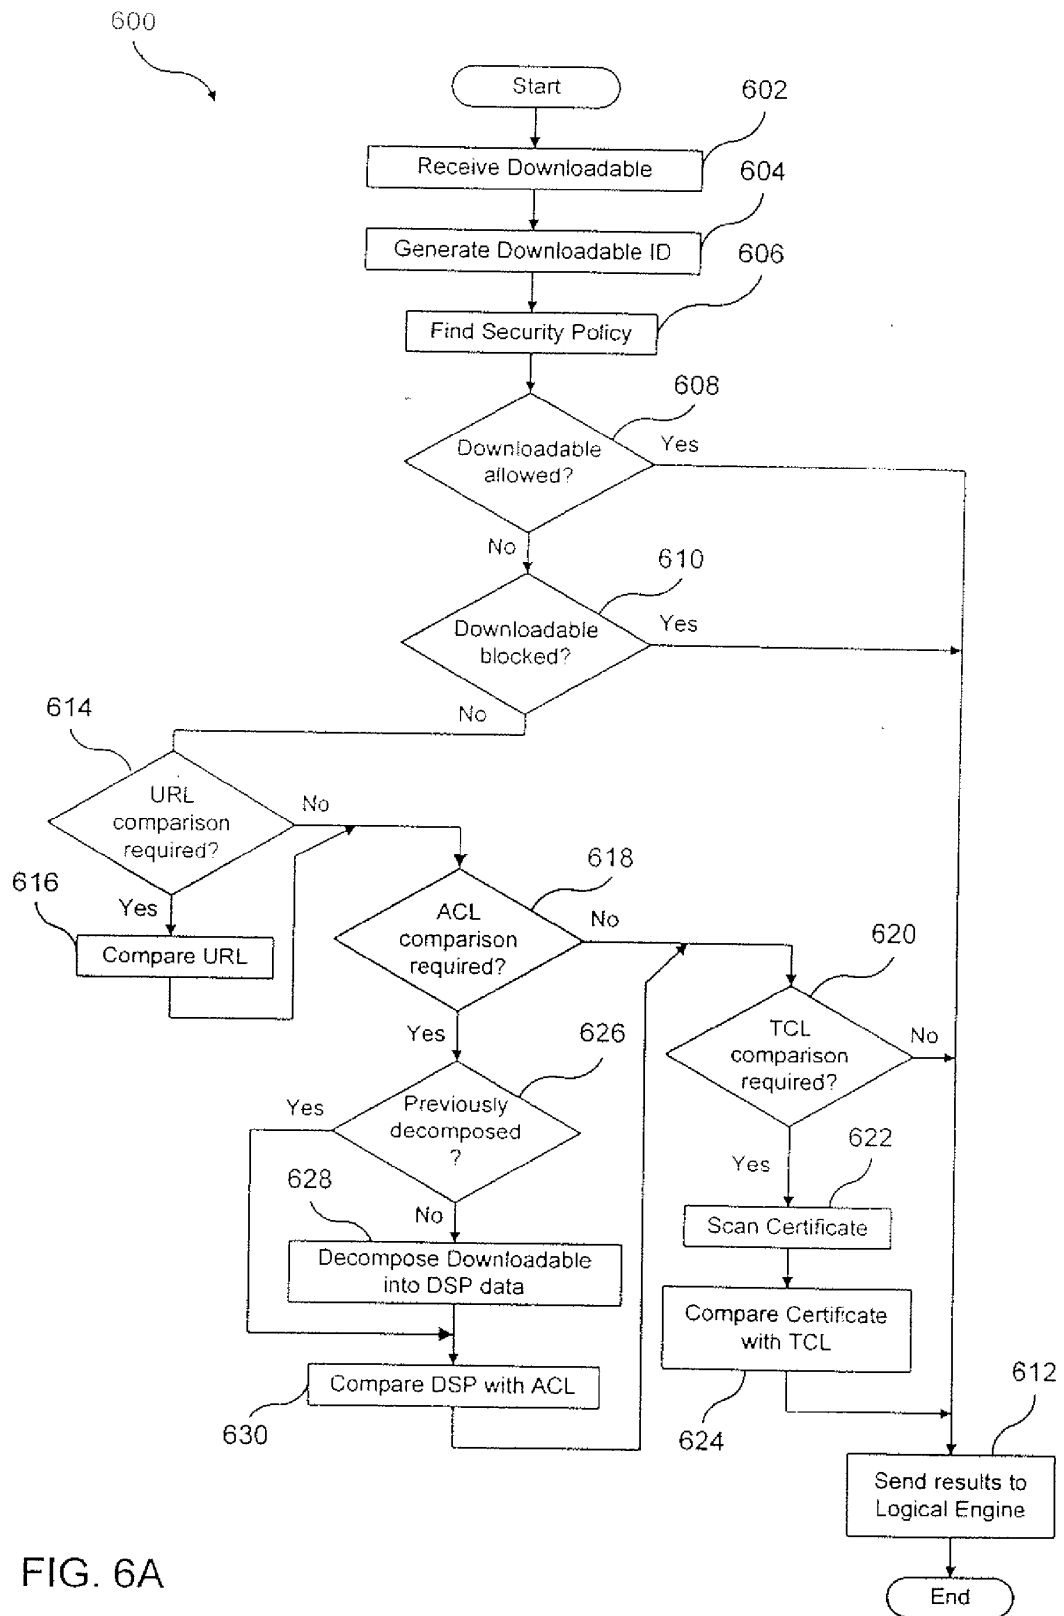 600
Start
602
Receive Downloadable
604
Generate Downloadable ID
606
Find Security Policy
608
Downloadable
allowed?
Yes
No
610
Downloadable
blocked?
Yes
No
614
URL
comparison
required?
No
616
Yes
Compare URL
618
ACL
comparison
required?
No
620
TCL
comparison
required?
No
Yes
626
Previously
decomposed
?
Yes
622
Yes
Scan Certificate
628
No
Decompose Downloadable
into DSP data
Compare Certificate
with TCL
Compare DSP with ACL
630
624
612
Send results to
Logical Engine
End
FIG. 6A